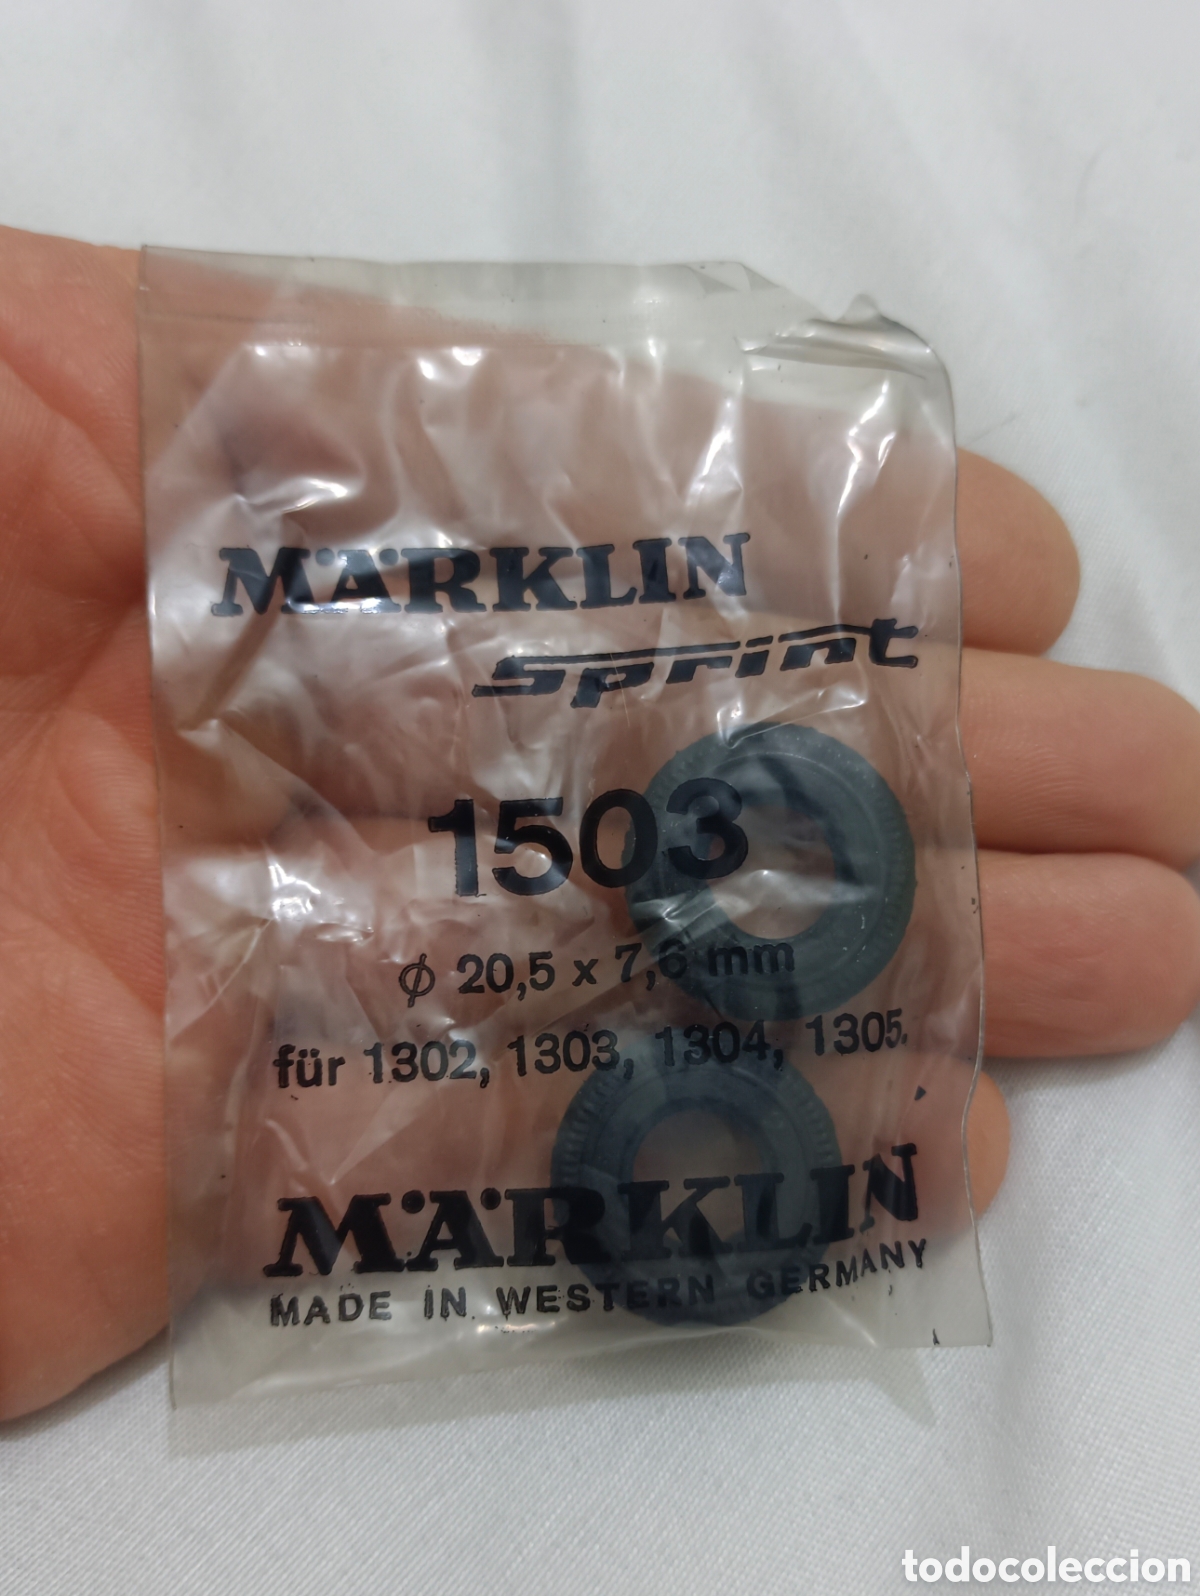 MÄRKLIN
sprint
1503
ϕ 20,5 x 7,6 mm
für 1302, 1303, 1304, 1305.
MÄRKLIN
MADE IN WESTERN GERMANY
todocoleccion